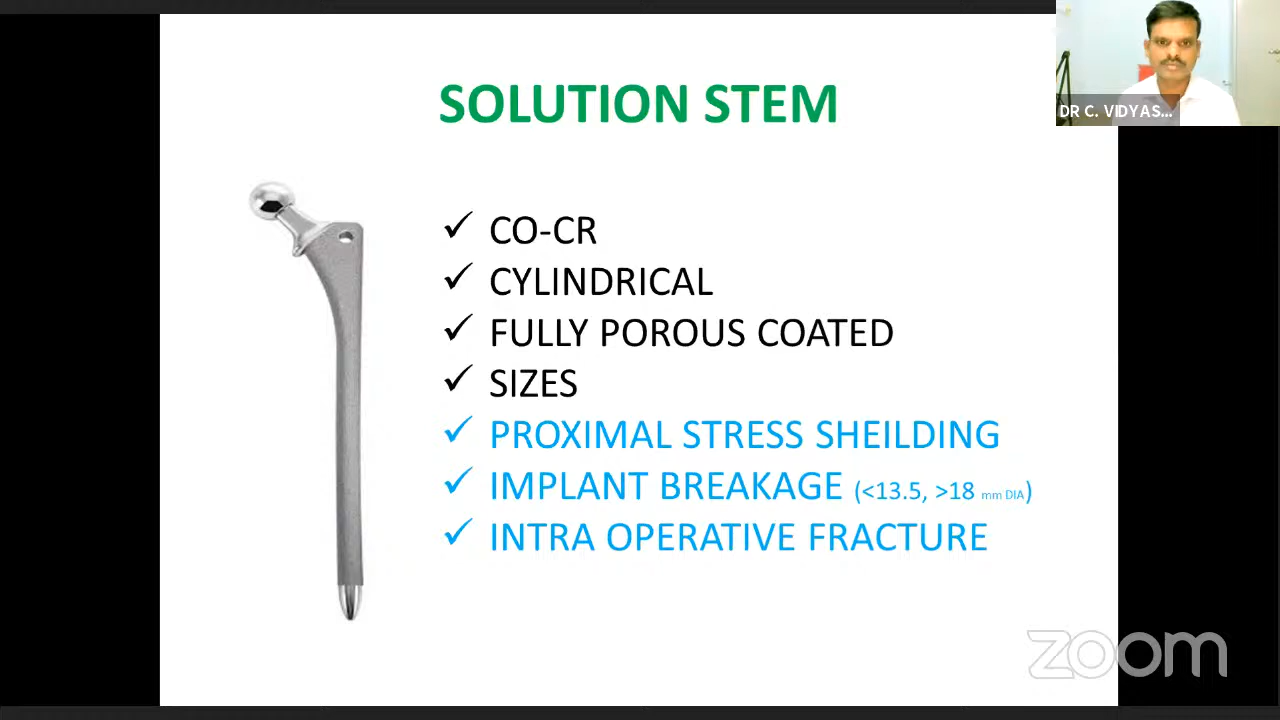 DR C. VIDYAS...
SOLUTION STEM
✓ CO-CR
✓ CYLINDRICAL
✓ FULLY POROUS COATED
✓ SIZES
✓ PROXIMAL STRESS SHEILDING
✓ IMPLANT BREAKAGE (<13.5, >18 mm DIA)
✓ INTRA OPERATIVE FRACTURE
zoom